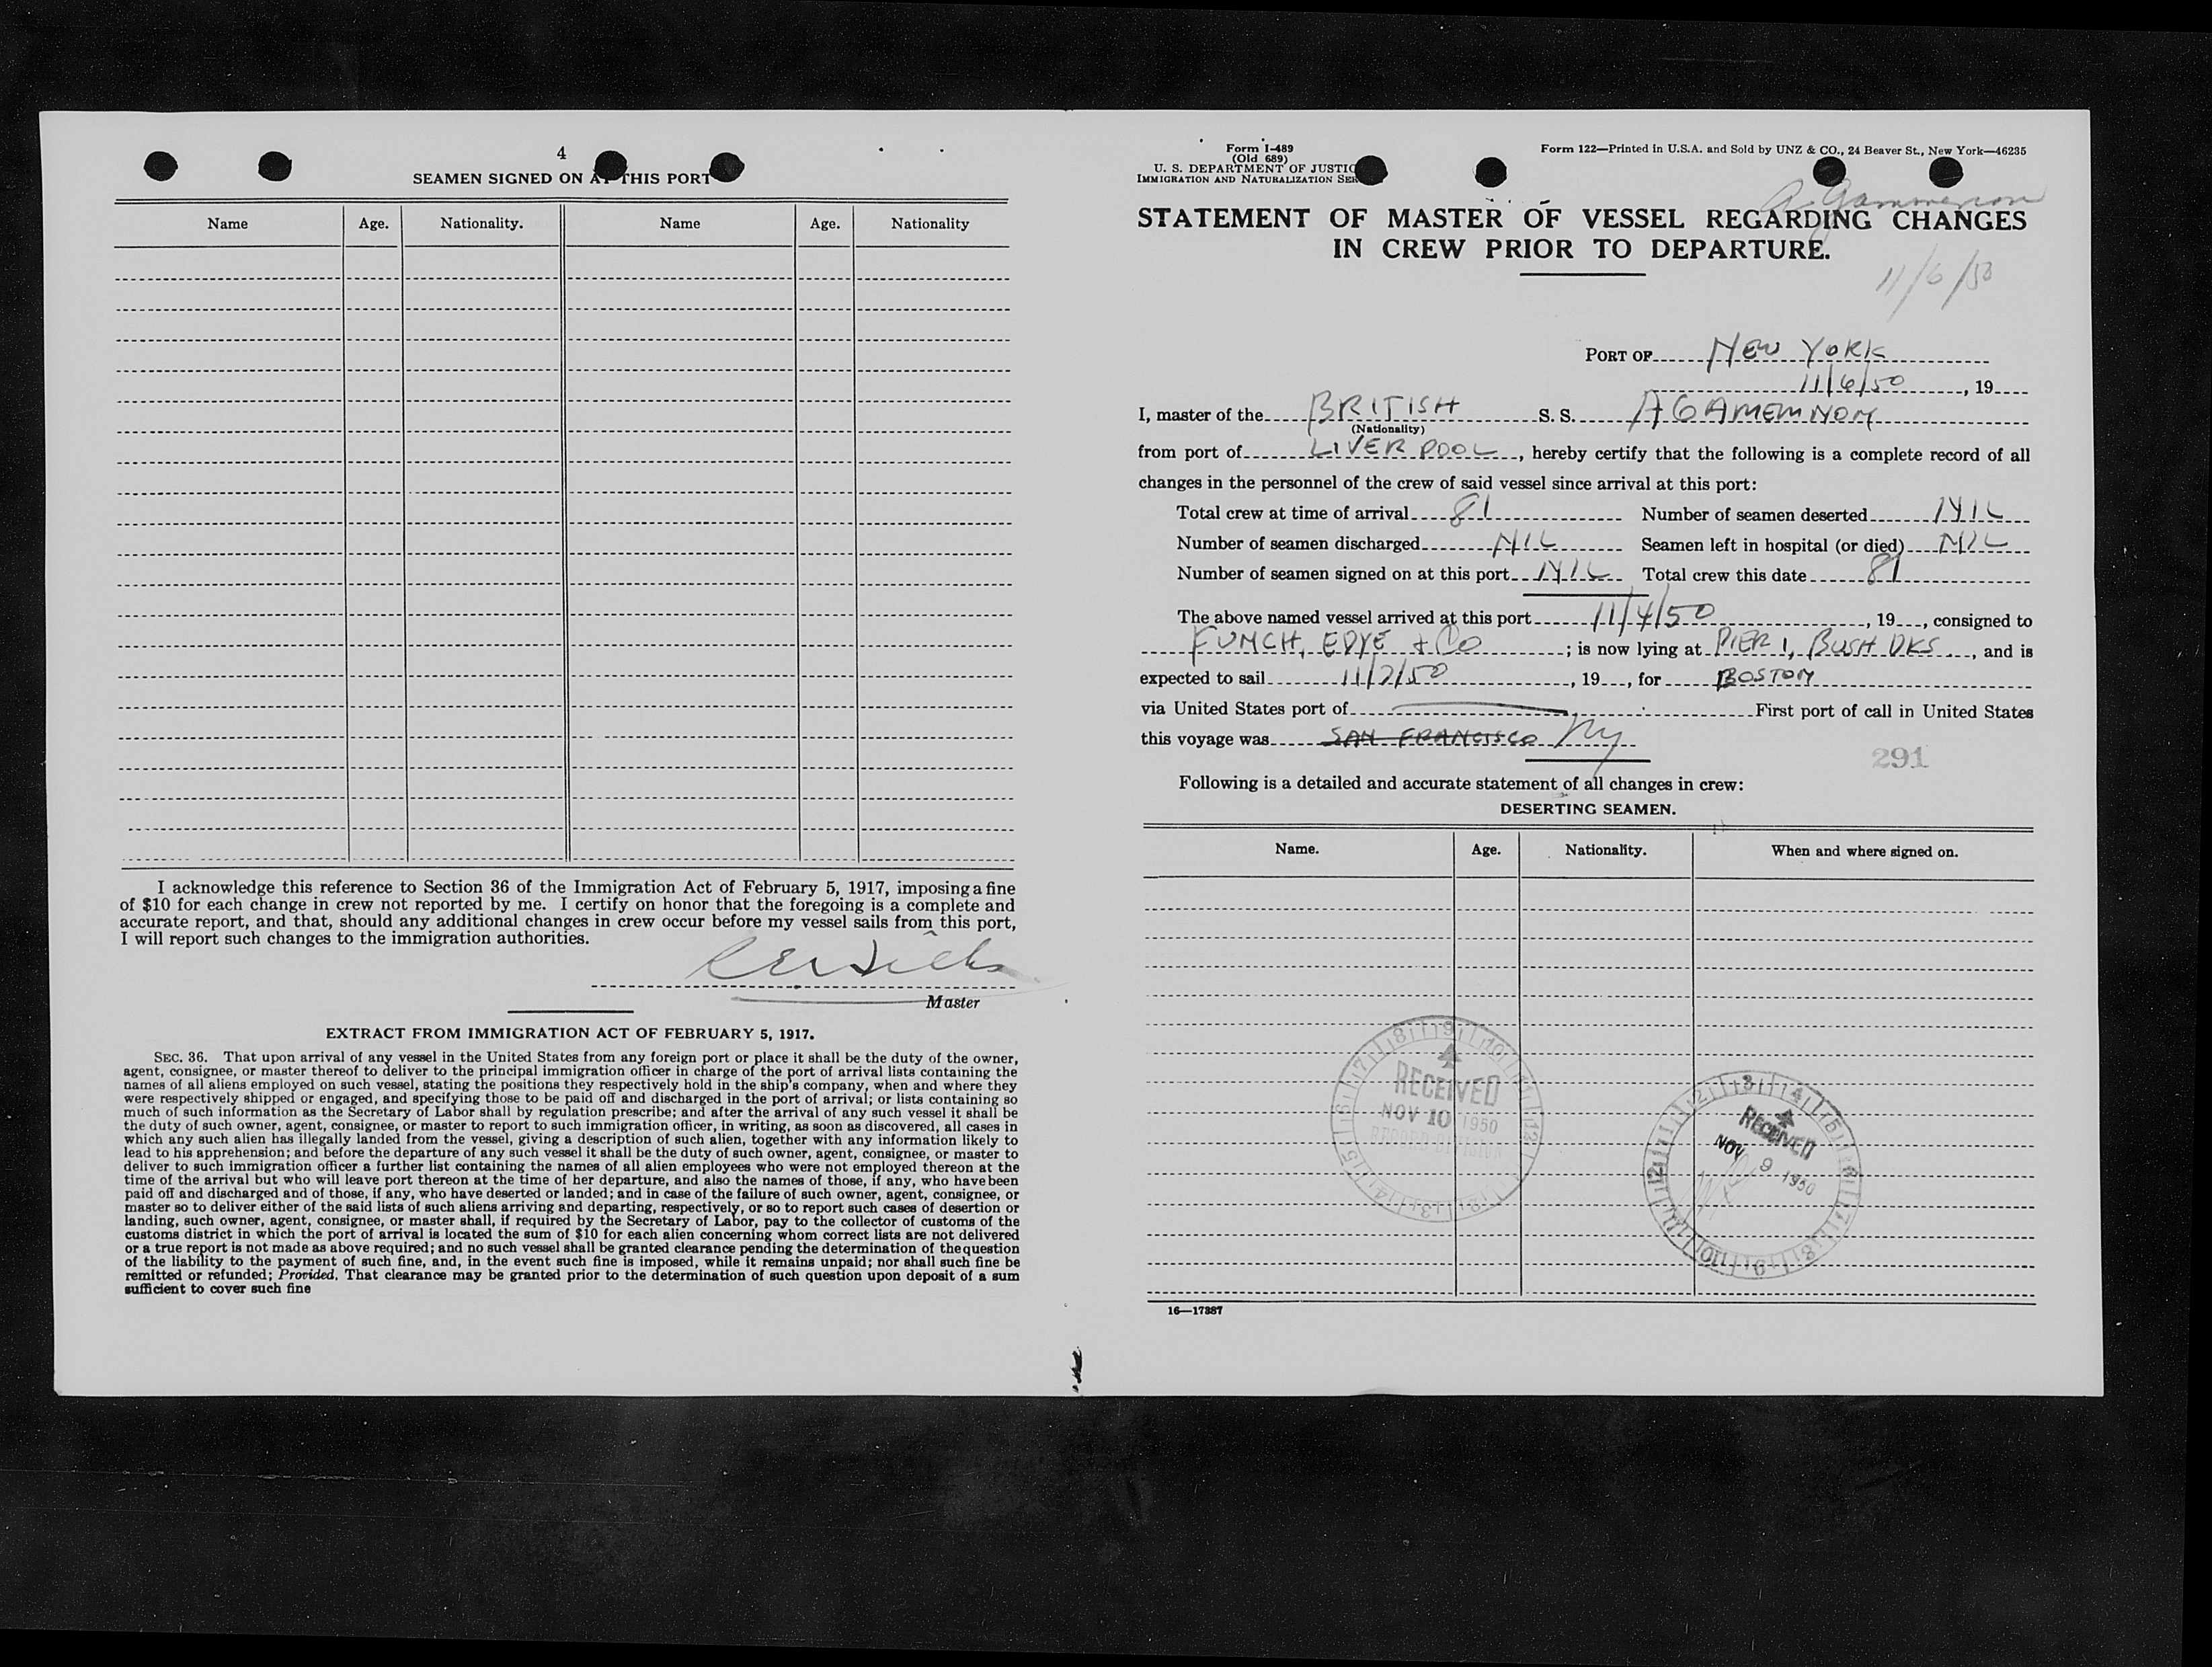 4
SEAMEN SIGNED ON AT THIS PORT
Name Age. Nationality. Name Age. Nationality
I acknowledge this reference to Section 36 of the Immigration Act of February 5, 1917, imposing a fine
of $10 for each change in crew not reported by me. I certify on honor that the foregoing is a complete and
accurate report, and that, should any additional changes in crew occur before my vessel sails from this port,
I will report such changes to the immigration authorities.
Master
EXTRACT FROM IMMIGRATION ACT OF FEBRUARY 5, 1917.
SEC. 36. That upon arrival of any vessel in the United States from any foreign port or place it shall be the duty of the owner,
agent, consignee, or master thereof to deliver to the principal immigration officer in charge of the port of arrival lists containing the
names of all aliens employed on such vessel, stating the positions they respectively hold in the ship's company, when and where they
were respectively shipped or engaged, and specifying those to be paid off and discharged in the port of arrival; or lists containing so
much of such information as the Secretary of Labor shall by regulation prescribe; and after the arrival of any such vessel it shall be
the duty of such owner, agent, consignee, or master to report to such immigration officer, in writing, as soon as discovered, all cases in
which any such alien has illegally landed from the vessel, giving a description of such alien, together with any information likely to
lead to his apprehension; and before the departure of any such vessel it shall be the duty of such owner, agent, consignee, or master to
deliver to such immigration officer a further list containing the names of all alien employees who were not employed thereon at the
time of the arrival but who will leave port thereon at the time of her departure, and also the names of those, if any, who have been
paid off and discharged and of those, if any, who have deserted or landed; and in case of the failure of such owner, agent, consignee, or
master so to deliver either of the said lists of such aliens arriving and departing, respectively, or so to report such cases of desertion or
landing, such owner, agent, consignee, or master shall, if required by the Secretary of Labor, pay to the collector of customs of the
customs district in which the port of arrival is located the sum of $10 for each alien concerning whom correct lists are not delivered
or a true report is not made as above required; and no such vessel shall be granted clearance pending the determination of the question
of the liability to the payment of such fine, and, in the event such fine is imposed, while it remains unpaid; nor shall such fine be
remitted or refunded; Provided, That clearance may be granted prior to the determination of such question upon deposit of a sum
sufficient to cover such fine
Form I-489
(Old 689)
U. S. DEPARTMENT OF JUSTIC
IMMIGRATION AND NATURALIZATION SER
Form 122—Printed in U.S.A. and Sold by UNZ & CO., 24 Beaver St., New York—46235
STATEMENT OF MASTER OF VESSEL REGARDING CHANGES
IN CREW PRIOR TO DEPARTURE.
11/6/50
PORT OF NEW YORK
11/6/50, 19
I, master of the BRITISH S. S. AGAMEMNON
(Nationality)
from port of LIVERPOOL, hereby certify that the following is a complete record of all
changes in the personnel of the crew of said vessel since arrival at this port:
Total crew at time of arrival 81 Number of seamen deserted NIL
Number of seamen discharged NIL Seamen left in hospital (or died) NIL
Number of seamen signed on at this port NIL Total crew this date 81
The above named vessel arrived at this port 11/4/50, 19, consigned to
FUNCH, EDYE & CO; is now lying at PIER 1, BUSH DKS., and is
expected to sail 11/7/50, 19, for BOSTON
via United States port of First port of call in United States
this voyage was SAN FRANCISCO NY
291
Following is a detailed and accurate statement of all changes in crew:
DESERTING SEAMEN.
Name. Age. Nationality. When and where signed on.
RECEIVED
NOV 10 1950
RECORD DIVISION
RECEIVED
NOV 9 1950
16—17387